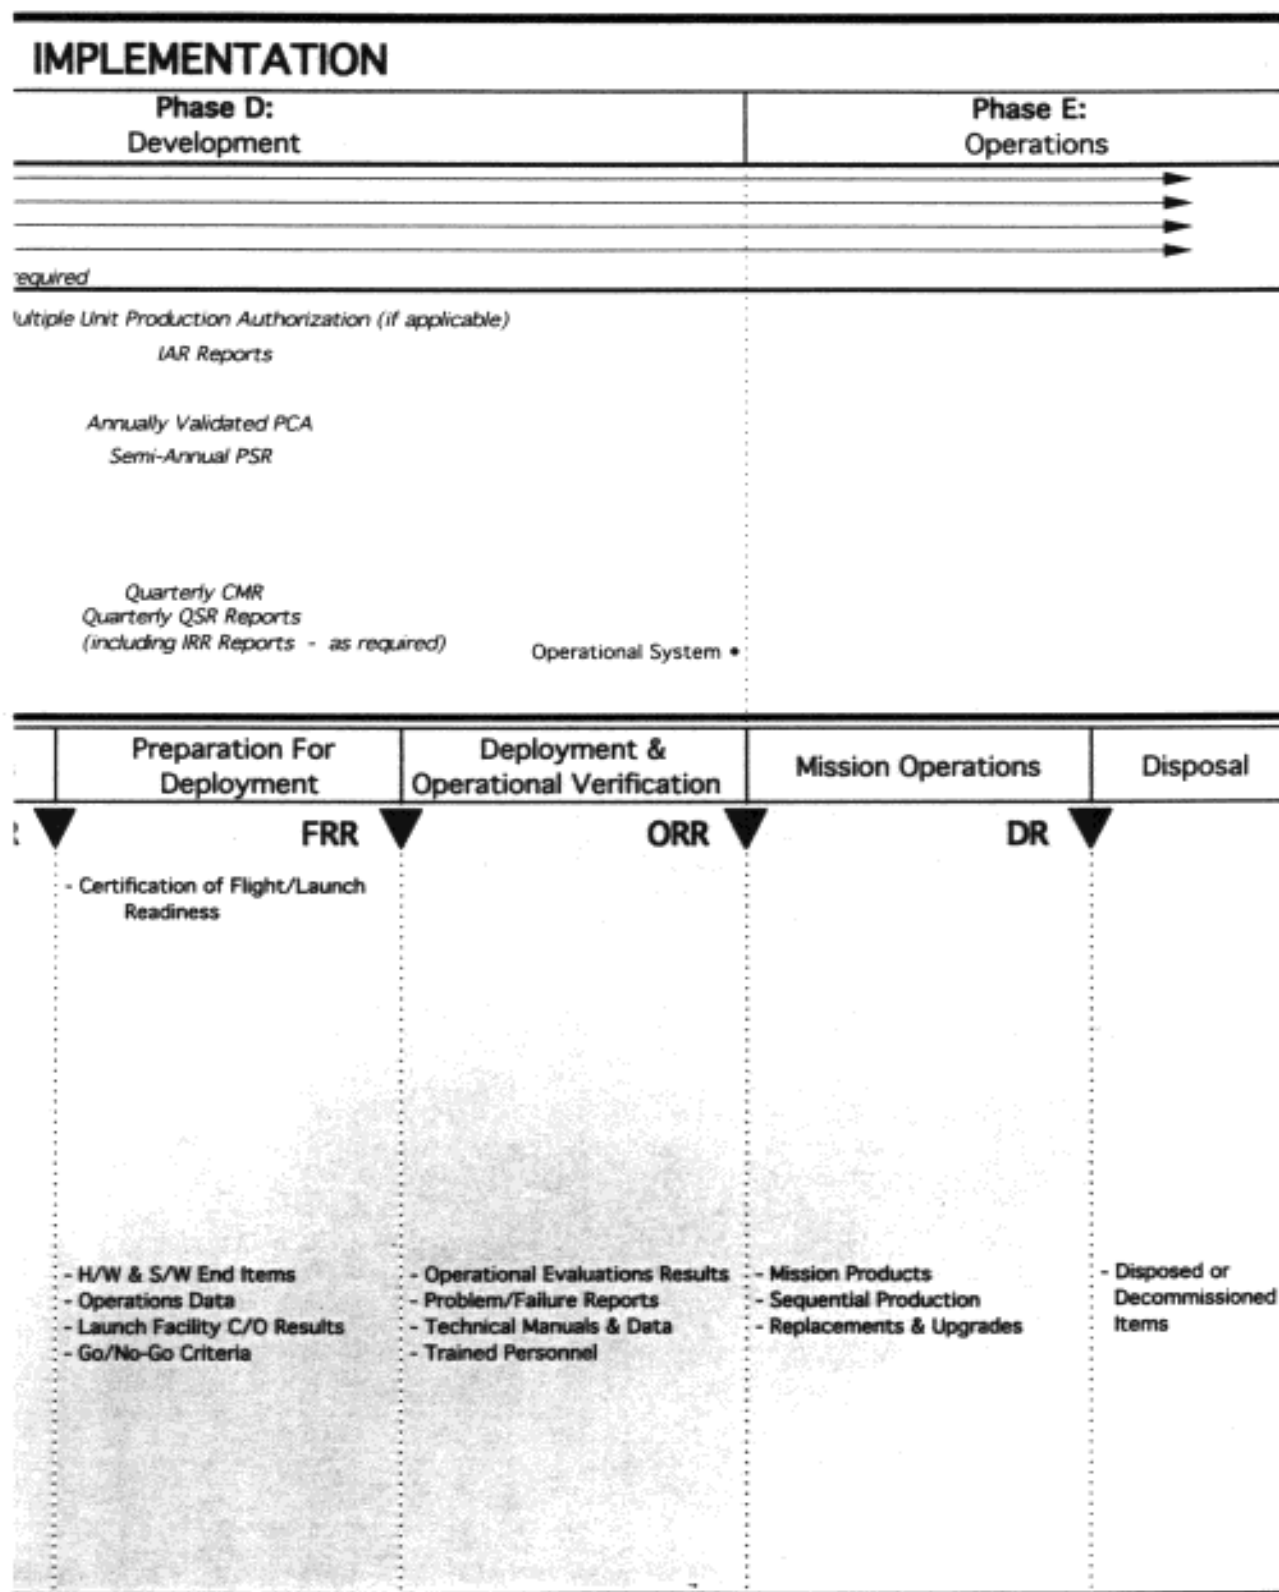 IMPLEMENTATION
Phase D:
Development
Phase E:
Operations
required
ultiple Unit Production Authorization (if applicable)
IAR Reports
Annually Validated PCA
Semi-Annual PSR
Quarterly CMR
Quarterly QSR Reports
(including IRR Reports - as required)
Operational System •
Preparation For
Deployment
Deployment &
Operational Verification
Mission Operations
Disposal
FRR
ORR
DR
- Certification of Flight/Launch
Readiness
- H/W & S/W End Items
- Operations Data
- Launch Facility C/O Results
- Go/No-Go Criteria
- Operational Evaluations Results
- Problem/Failure Reports
- Technical Manuals & Data
- Trained Personnel
- Mission Products
- Sequential Production
- Replacements & Upgrades
- Disposed or
Decommissioned
Items